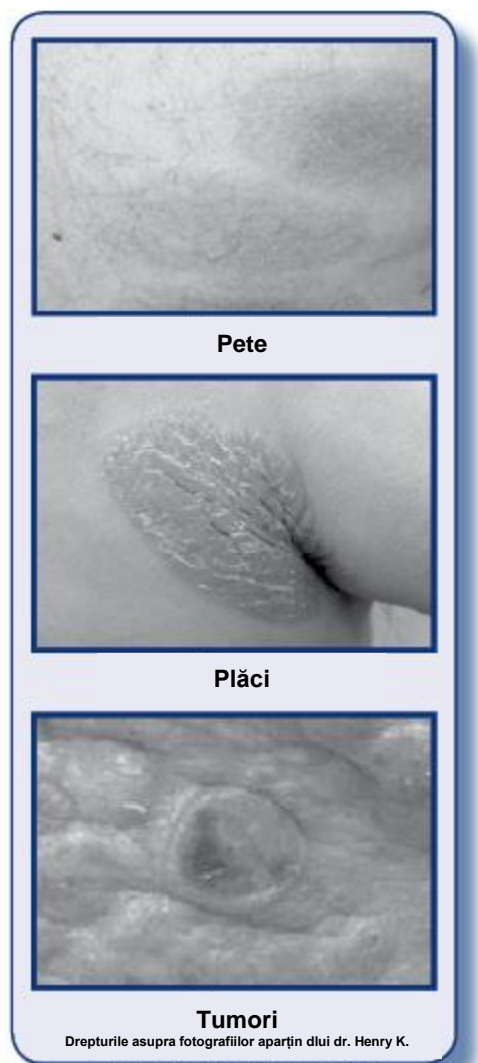 Pete
Plăci
Tumori
Drepturile asupra fotografiilor aparțin dlui dr. Henry K.